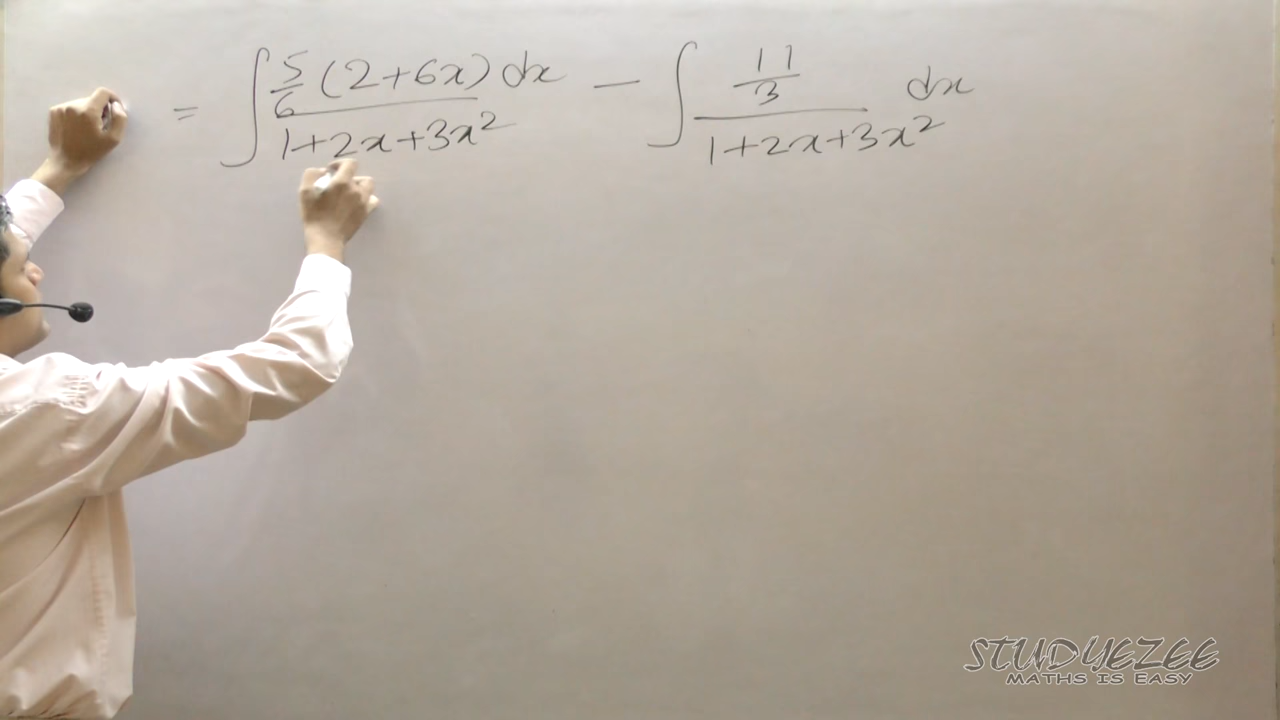 = ∫ 5/6 (2+6x) dx / (1+2x+3x²) − ∫ (11/3) / (1+2x+3x²) dx
STUDYEZEE
MATHS IS EASY